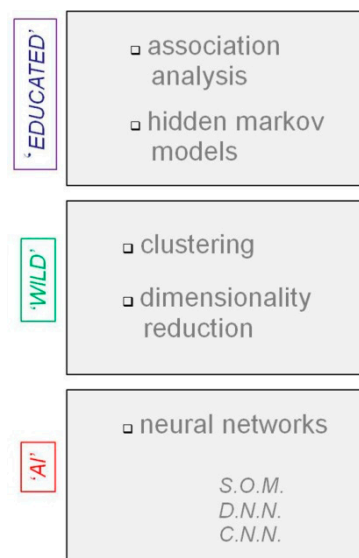 'EDUCATED'
❑ association
analysis
❑ hidden markov
models
'WILD'
❑ clustering
❑ dimensionality
reduction
'AI'
❑ neural networks
S.O.M.
D.N.N.
C.N.N.